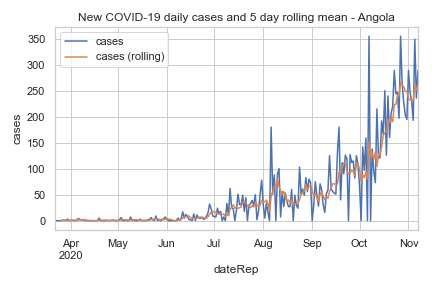 New COVID-19 daily cases and 5 day rolling mean - Angola
cases
cases (rolling)
350
300
250
200
150
100
50
0
cases
Apr May Jun Jul Aug Sep Oct Nov
2020
dateRep